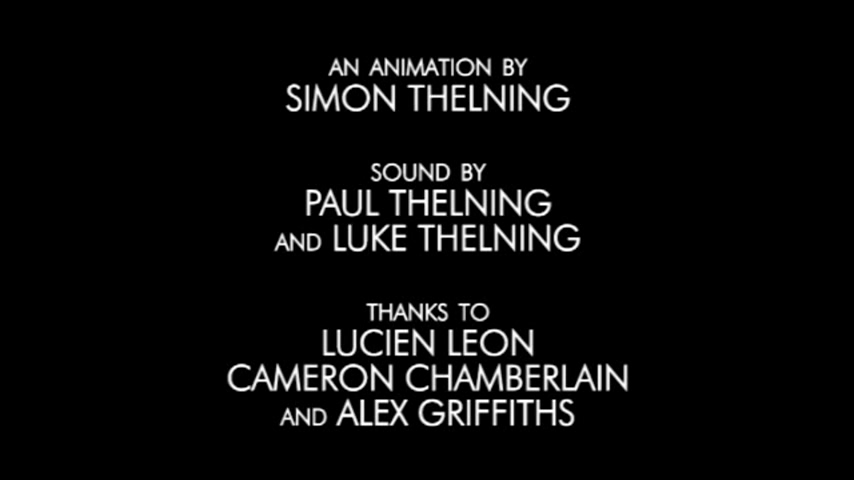 AN ANIMATION BY
SIMON THELNING
SOUND BY
PAUL THELNING
AND LUKE THELNING
THANKS TO
LUCIEN LEON
CAMERON CHAMBERLAIN
AND ALEX GRIFFITHS